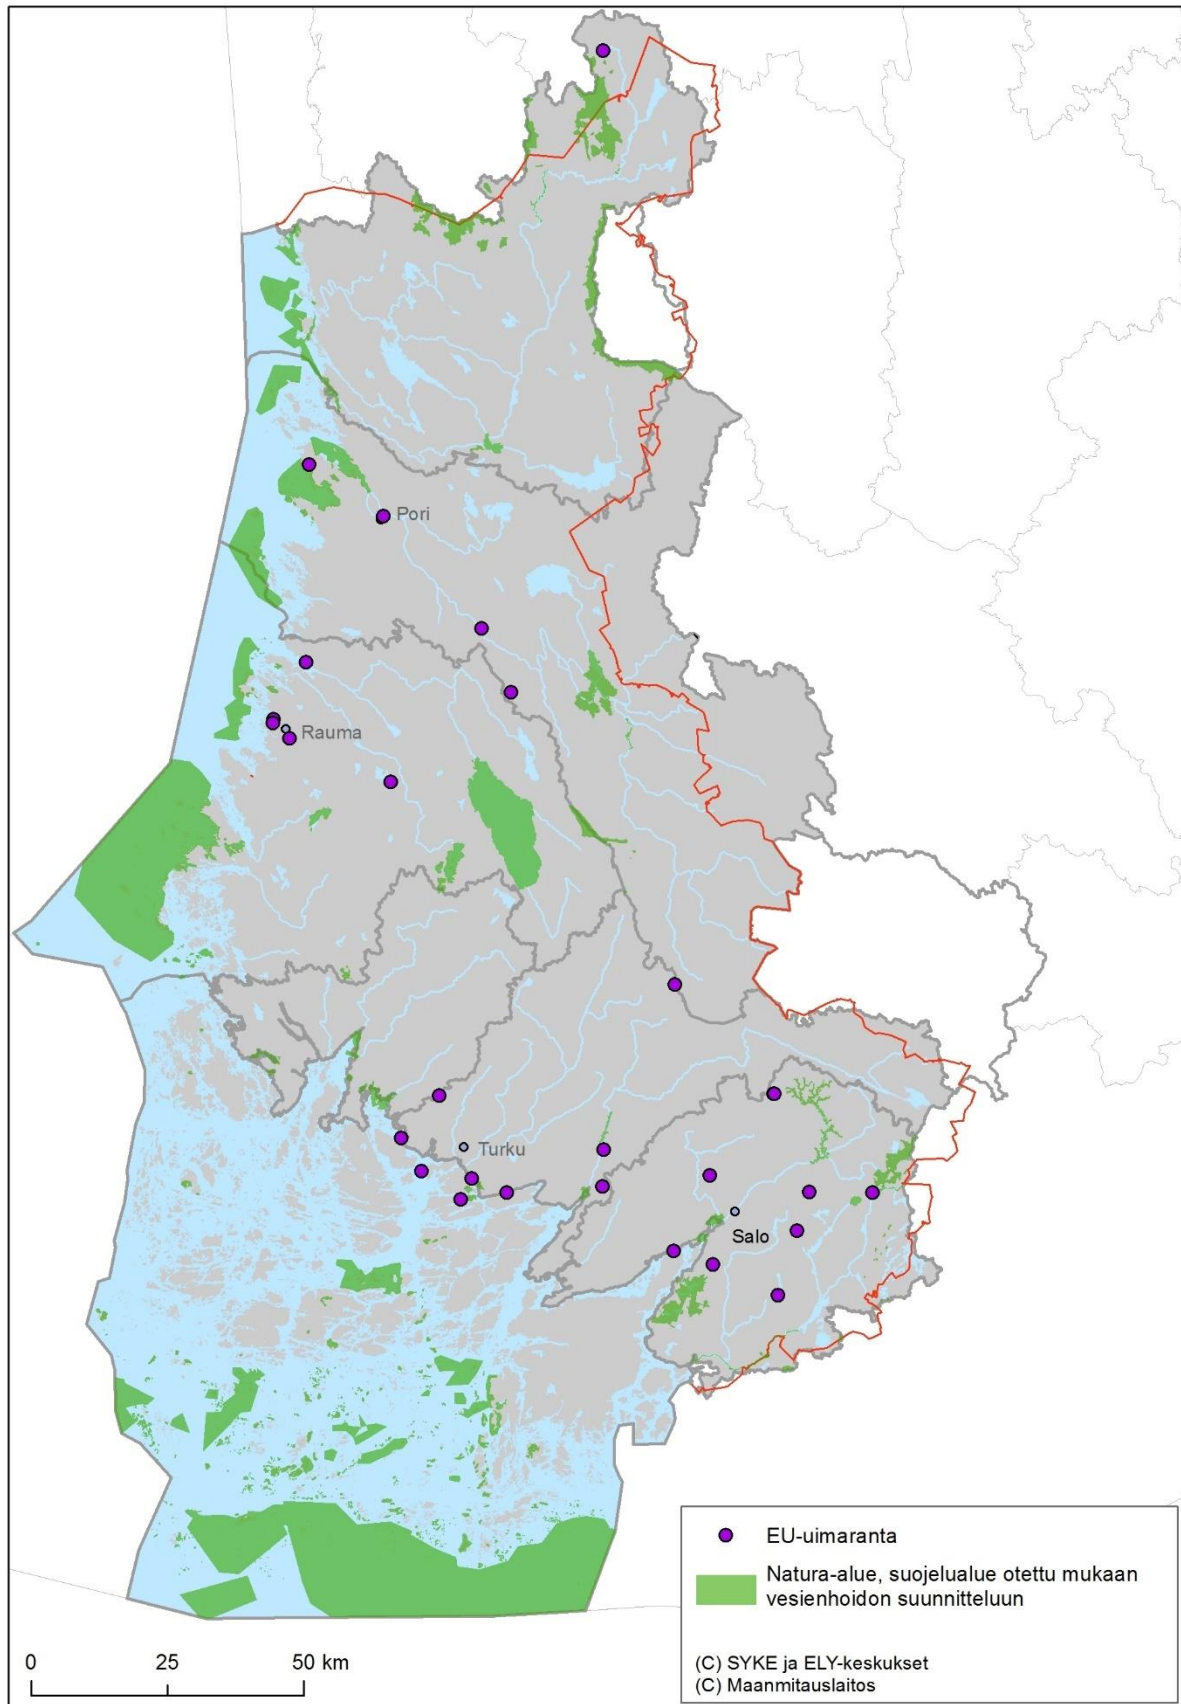 Pori
Rauma
Turku
Salo
EU-uimaranta
Natura-alue, suojelualue otettu mukaan
vesienhoidon suunnitteluun
(C) SYKE ja ELY-keskukset
(C) Maanmitauslaitos
0 25 50 km